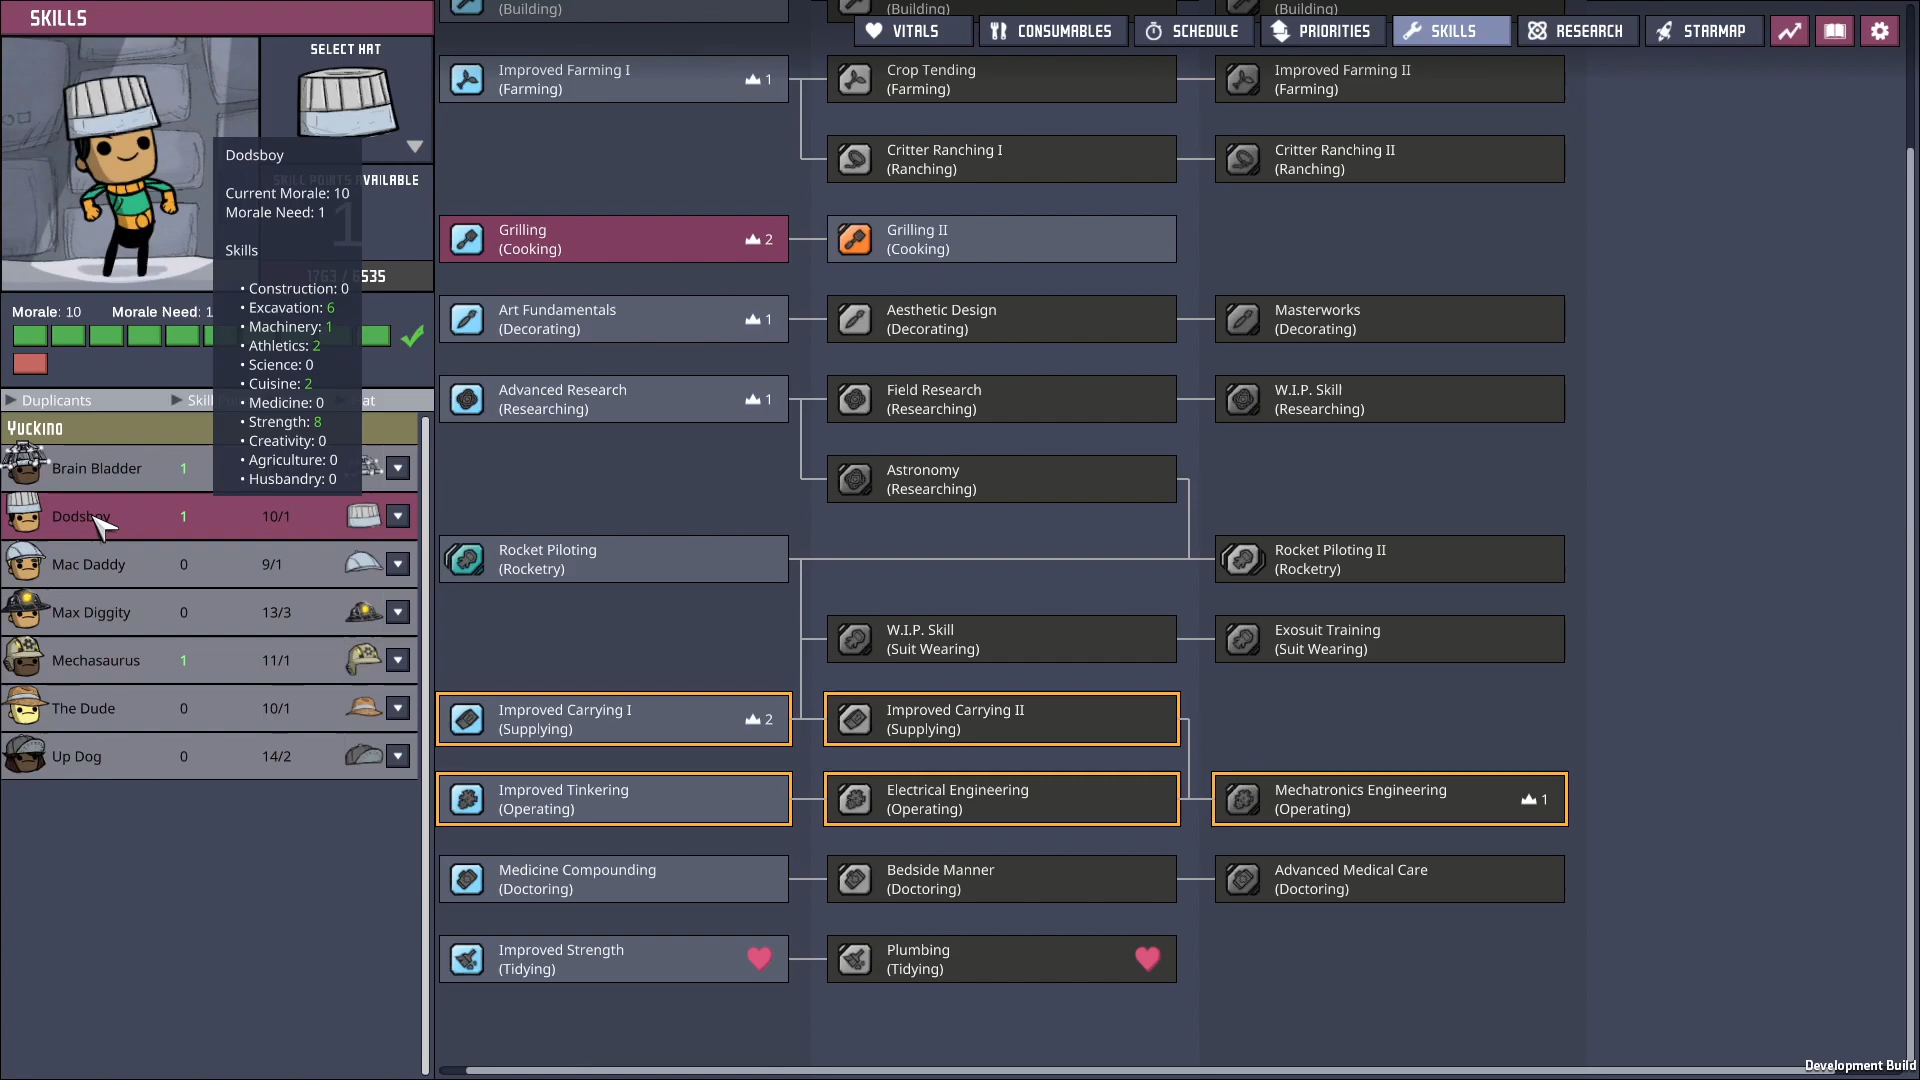 SKILLS
(Building)
(Building)
(Building)
VITALS
CONSUMABLES
SCHEDULE
PRIORITIES
SKILLS
RESEARCH
STARMAP
SELECT HAT
SKILL POINTS AVAILABLE
1
1763 / 6535
Dodsboy
Current Morale: 10
Morale Need: 1
Skills
• Construction: 0
• Excavation: 6
• Machinery: 1
• Athletics: 2
• Science: 0
• Cuisine: 2
• Medicine: 0
• Strength: 8
• Creativity: 0
• Agriculture: 0
• Husbandry: 0
Morale: 10 Morale Need: 1
Duplicants
Yuckino
Brain Bladder 1
Dodsboy 1 10/1
Mac Daddy 0 9/1
Max Diggity 0 13/3
Mechasaurus 1 11/1
The Dude 0 10/1
Up Dog 0 14/2
Improved Farming I
(Farming)
1
Crop Tending
(Farming)
Improved Farming II
(Farming)
Critter Ranching I
(Ranching)
Critter Ranching II
(Ranching)
Grilling
(Cooking)
2
Grilling II
(Cooking)
Art Fundamentals
(Decorating)
1
Aesthetic Design
(Decorating)
Masterworks
(Decorating)
Advanced Research
(Researching)
1
Field Research
(Researching)
W.I.P. Skill
(Researching)
Astronomy
(Researching)
Rocket Piloting
(Rocketry)
Rocket Piloting II
(Rocketry)
W.I.P. Skill
(Suit Wearing)
Exosuit Training
(Suit Wearing)
Improved Carrying I
(Supplying)
2
Improved Carrying II
(Supplying)
Improved Tinkering
(Operating)
Electrical Engineering
(Operating)
Mechatronics Engineering
(Operating)
1
Medicine Compounding
(Doctoring)
Bedside Manner
(Doctoring)
Advanced Medical Care
(Doctoring)
Improved Strength
(Tidying)
Plumbing
(Tidying)
Development Build